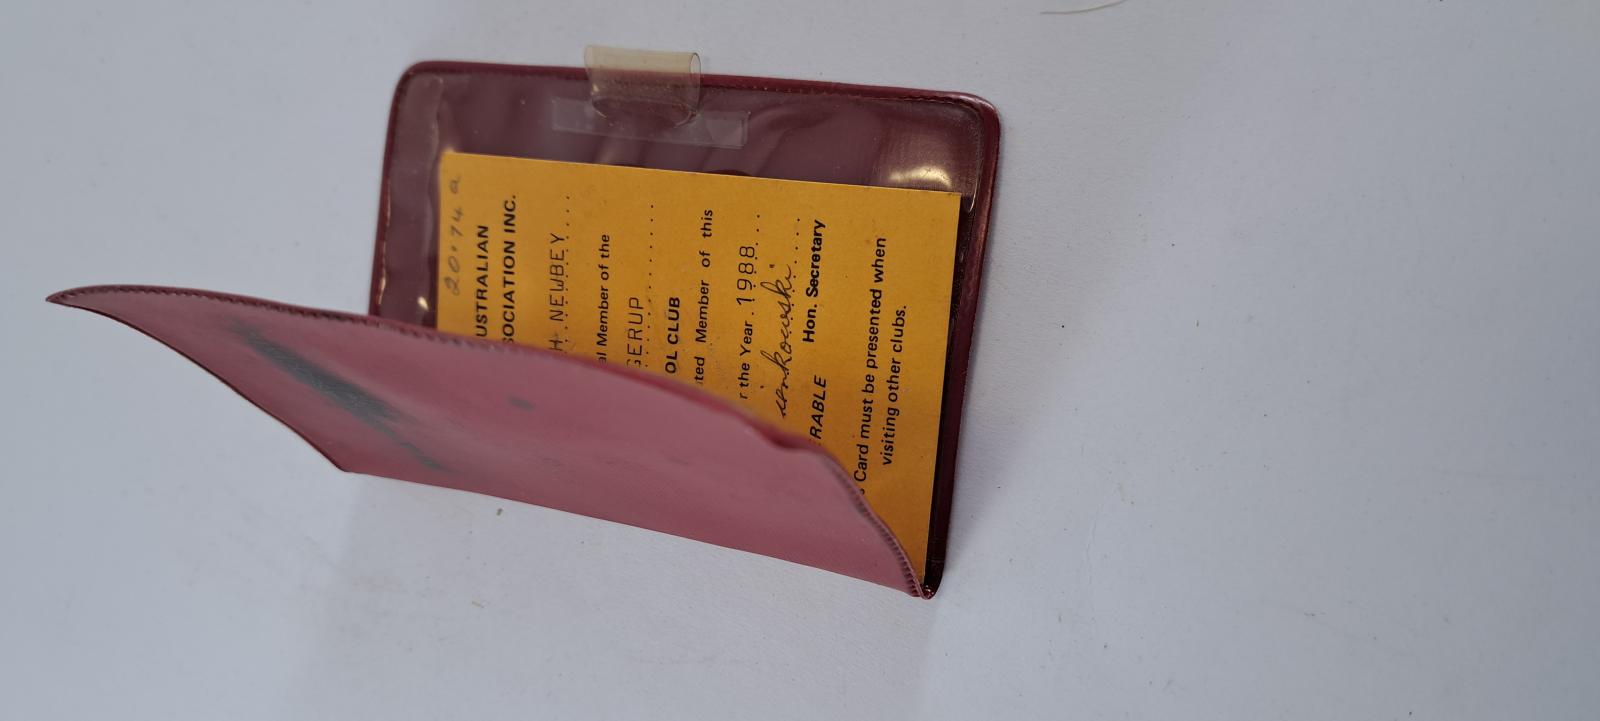 20.74a
USTRALIAN
SOCIATION INC.
H. NEWBEY
al Member of the
GERUP
OL CLUB
ted Member of this
r the Year 1988
Hon. Secretary
RABLE
Card must be presented when
visiting other clubs.